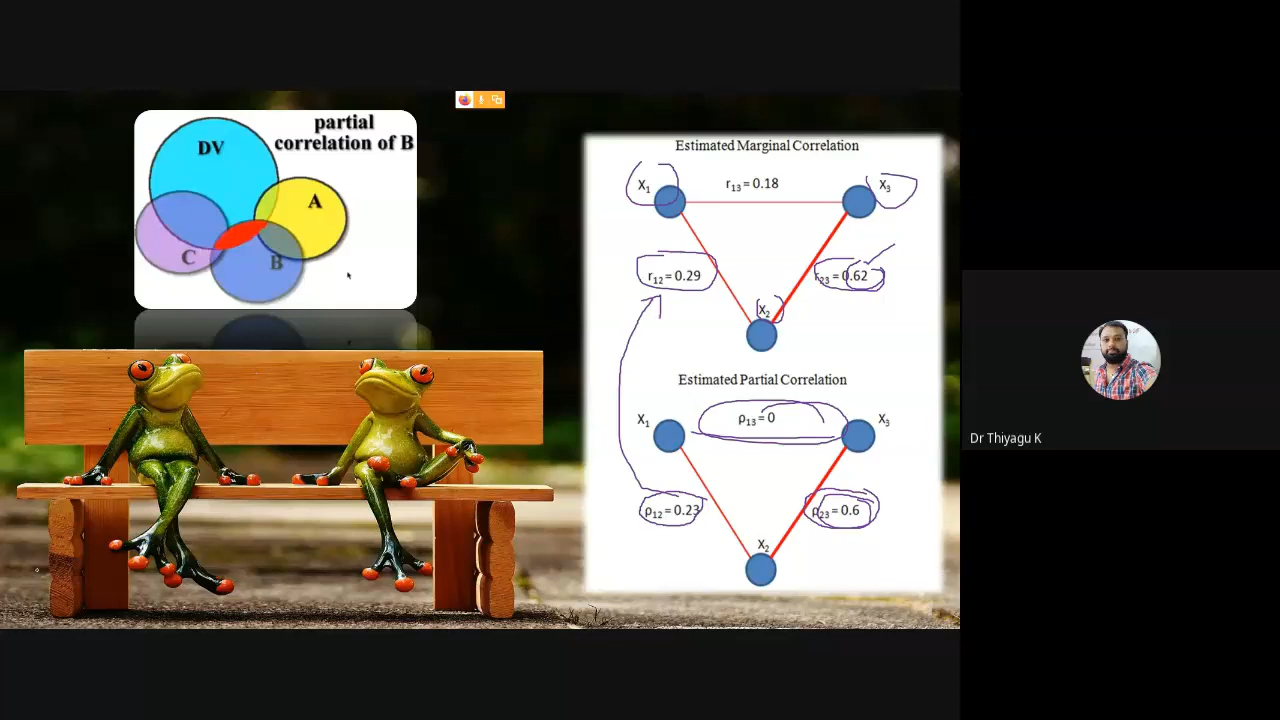 partial
correlation of B
DV
A
C
B
Estimated Marginal Correlation
X₁
r₁₃ = 0.18
X₃
r₁₂ = 0.29
r₂₃ = 0.62
X₂
Estimated Partial Correlation
X₁
ρ₁₃ = 0
X₃
ρ₁₂ = 0.23
ρ₂₃ = 0.6
X₂
Dr Thiyagu K